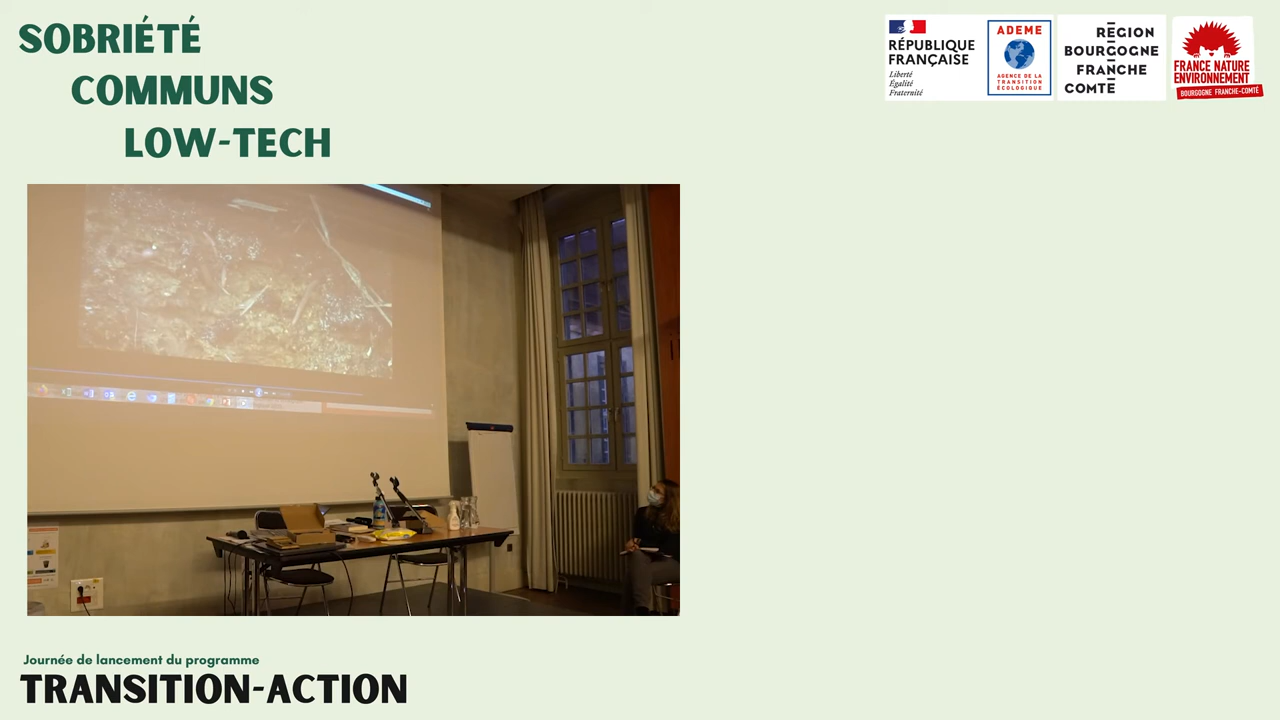 SOBRIÉTÉ
COMMUNS
LOW-TECH
RÉPUBLIQUE
FRANÇAISE
Liberté
Égalité
Fraternité
ADEME
AGENCE DE LA
TRANSITION
ÉCOLOGIQUE
RÉGION
BOURGOGNE
FRANCHE
COMTÉ
FRANCE NATURE
ENVIRONNEMENT
BOURGOGNE FRANCHE-COMTÉ
Journée de lancement du programme
TRANSITION-ACTION